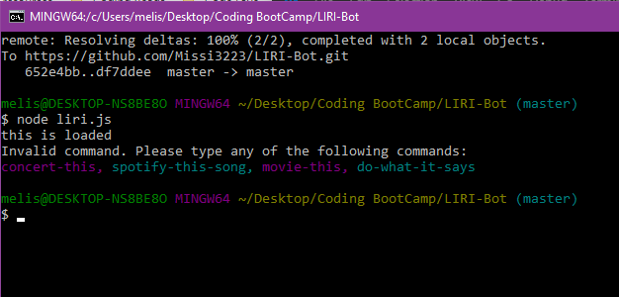 MINGW64:/c/Users/melis/Desktop/Coding BootCamp/LIRI-Bot
remote: Resolving deltas: 100% (2/2), completed with 2 local objects.
To https://github.com/Missi3223/LIRI-Bot.git
   652e4bb..df7ddee  master -> master
melis@DESKTOP-NS8BE8O MINGW64 ~/Desktop/Coding BootCamp/LIRI-Bot (master)
$ node liri.js
this is loaded
Invalid command. Please type any of the following commands:
concert-this, spotify-this-song, movie-this, do-what-it-says
melis@DESKTOP-NS8BE8O MINGW64 ~/Desktop/Coding BootCamp/LIRI-Bot (master)
$